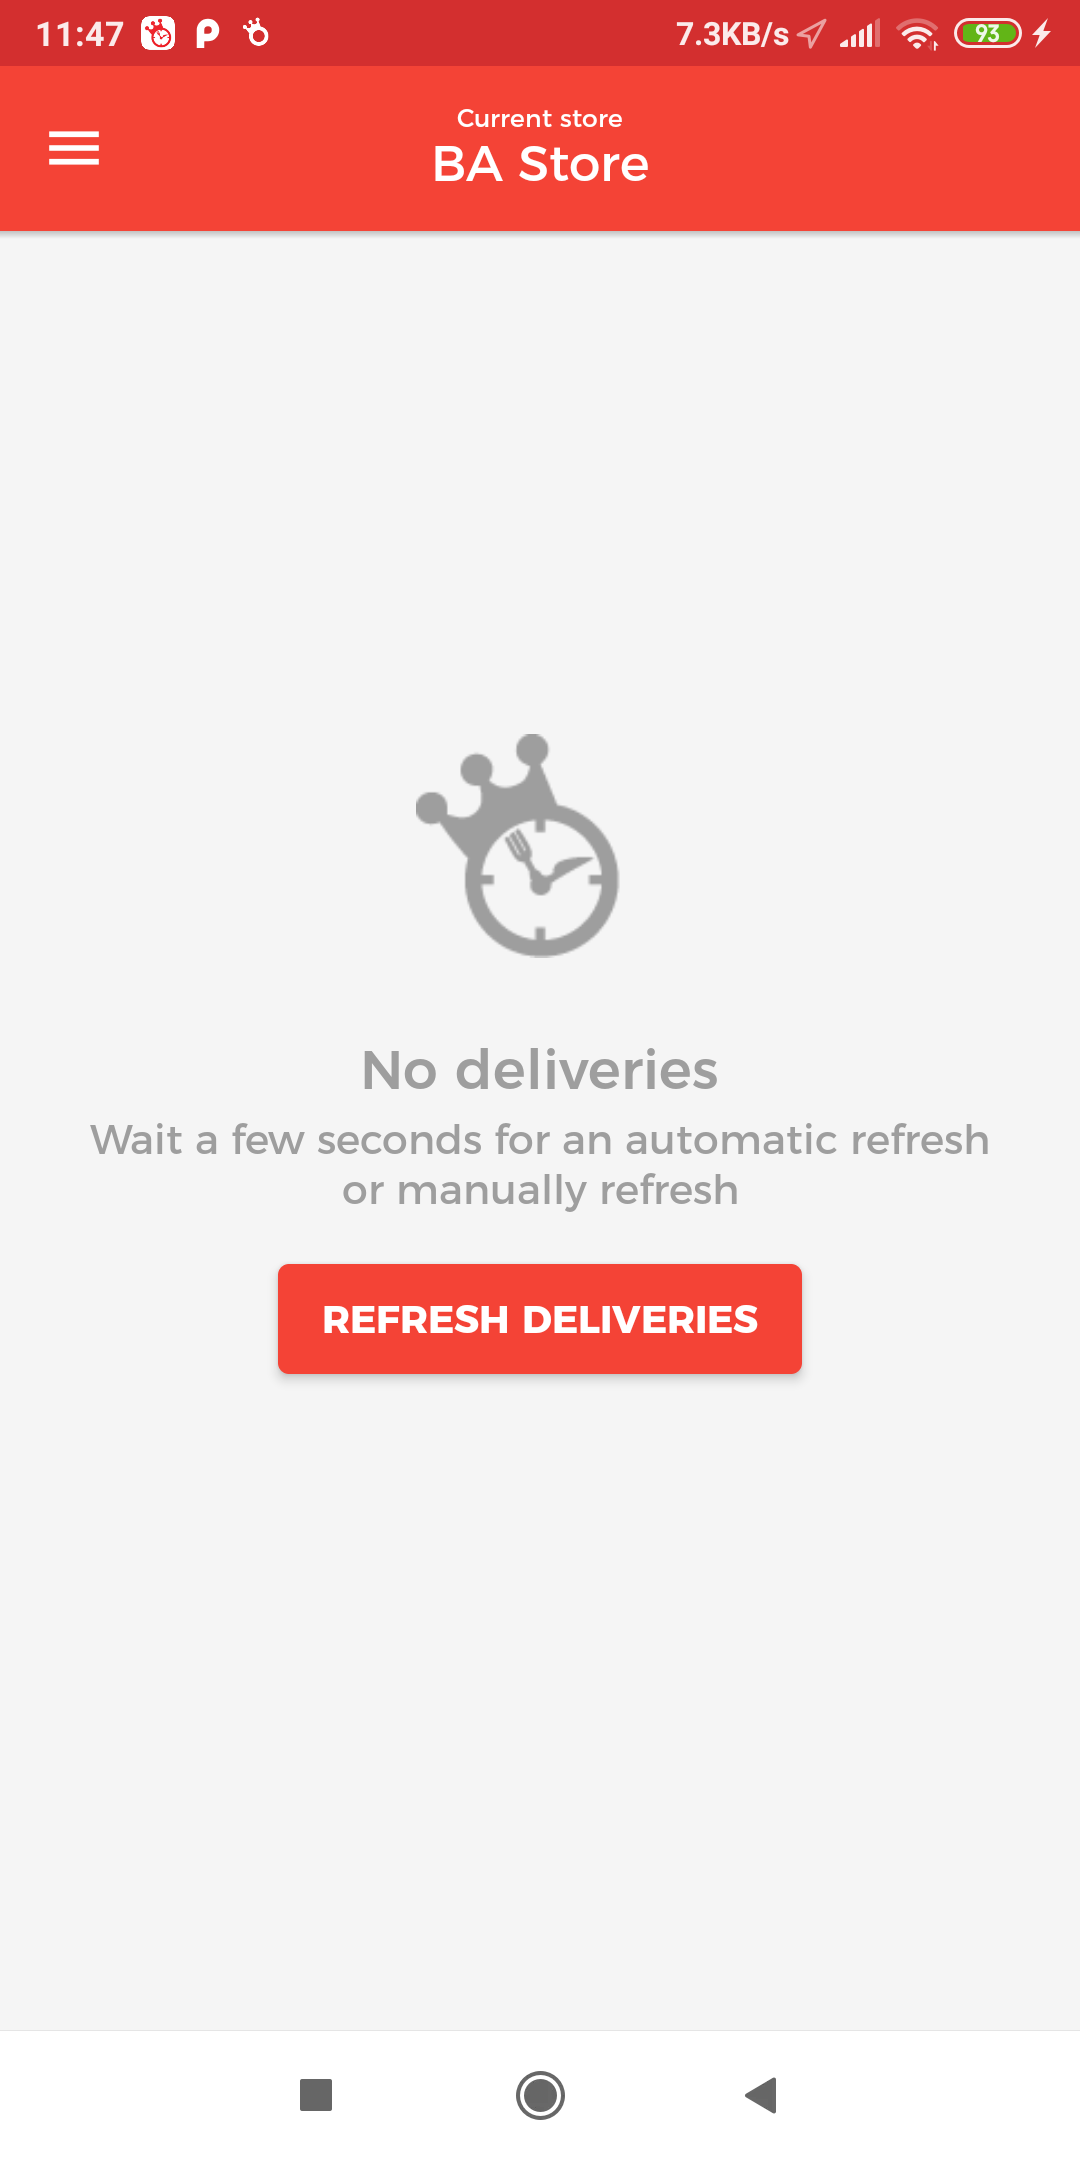 11:47 P 7.3KB/s 93
Current store
BA Store
No deliveries
Wait a few seconds for an automatic refresh
or manually refresh
REFRESH DELIVERIES